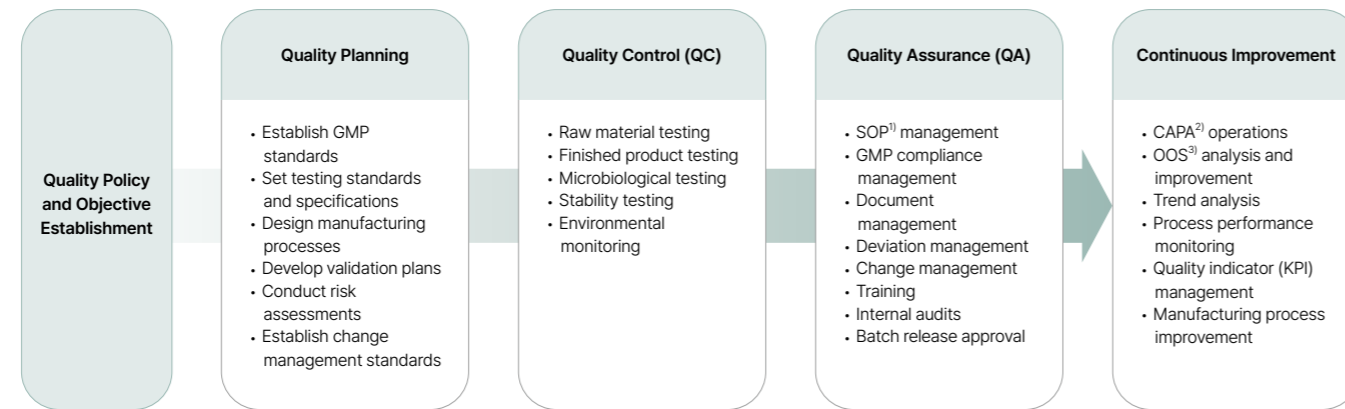 Quality Policy
and Objective
Establishment
Quality Planning
• Establish GMP
standards
• Set testing standards
and specifications
• Design manufacturing
processes
• Develop validation plans
• Conduct risk
assessments
• Establish change
management standards
Quality Control (QC)
• Raw material testing
• Finished product testing
• Microbiological testing
• Stability testing
• Environmental
monitoring
Quality Assurance (QA)
• SOP1) management
• GMP compliance
management
• Document
management
• Deviation management
• Change management
• Training
• Internal audits
• Batch release approval
Continuous Improvement
• CAPA2) operations
• OOS3) analysis and
improvement
• Trend analysis
• Process performance
monitoring
• Quality indicator (KPI)
management
• Manufacturing process
improvement